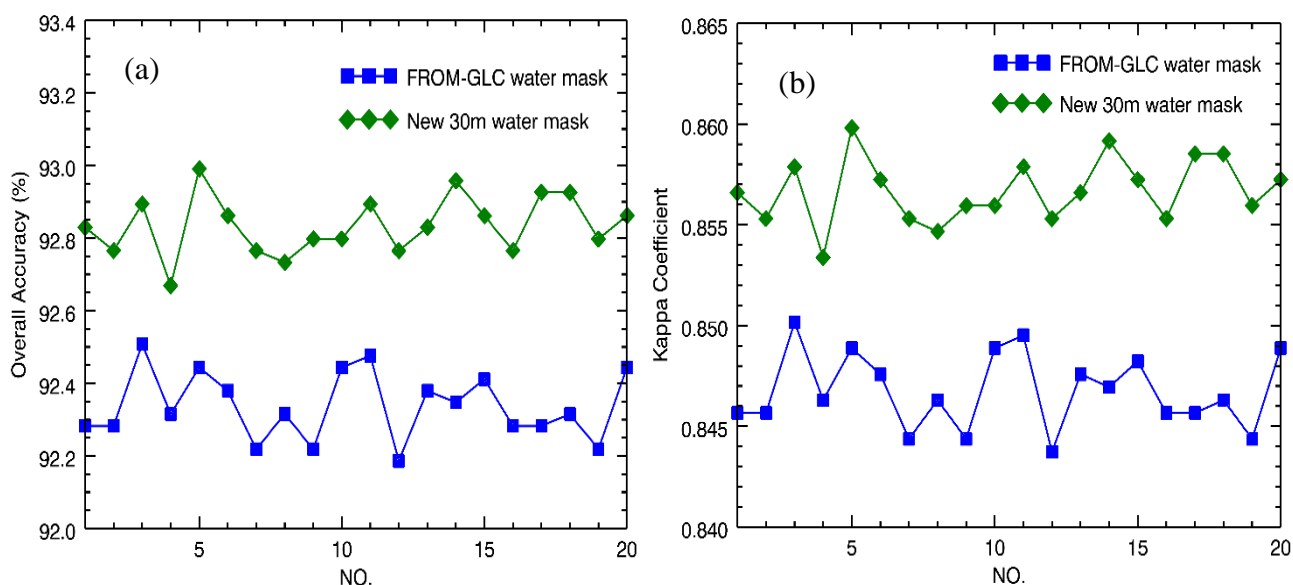 (a)
FROM-GLC water mask
New 30m water mask
Overall Accuracy (%)
93.4
93.2
93.0
92.8
92.6
92.4
92.2
92.0
5
10
15
20
NO.
(b)
FROM-GLC water mask
New 30m water mask
Kappa Coefficient
0.865
0.860
0.855
0.850
0.845
0.840
5
10
15
20
NO.